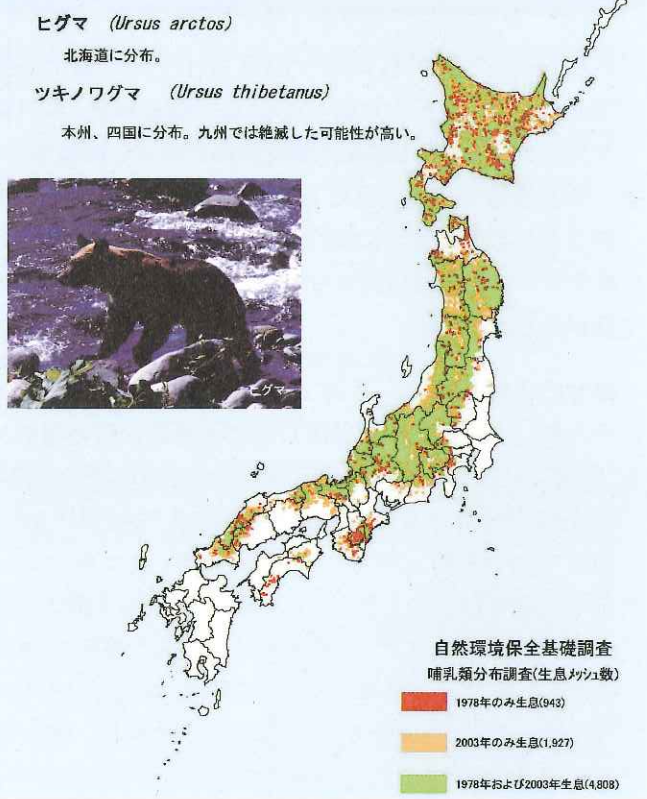 ヒグマ (Ursus arctos)
北海道に分布。
ツキノワグマ (Ursus thibetanus)
本州、四国に分布。九州では絶滅した可能性が高い。
ヒグマ
自然環境保全基礎調査
哺乳類分布調査(生息メッシュ数)
1978年のみ生息(943)
2003年のみ生息(1,927)
1978年および2003年生息(4,808)